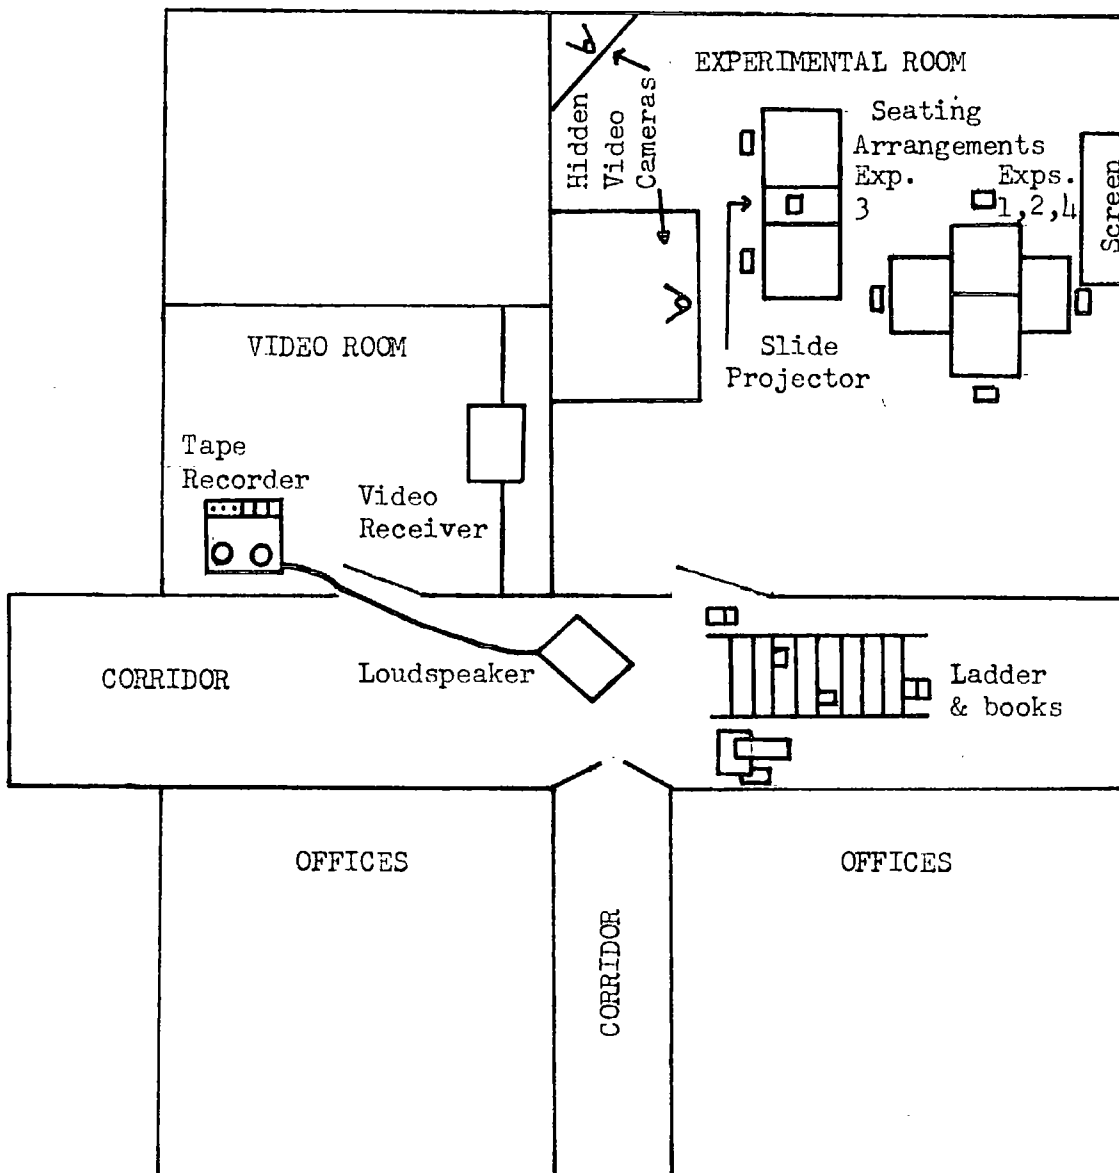 EXPERIMENTAL ROOM
Hidden
Video
Cameras
Seating
Arrangements
Exp.
3
Exps.
1,2,4
Screen
Slide
Projector
VIDEO ROOM
Tape
Recorder
Video
Receiver
CORRIDOR
Loudspeaker
Ladder
& books
OFFICES
OFFICES
CORRIDOR